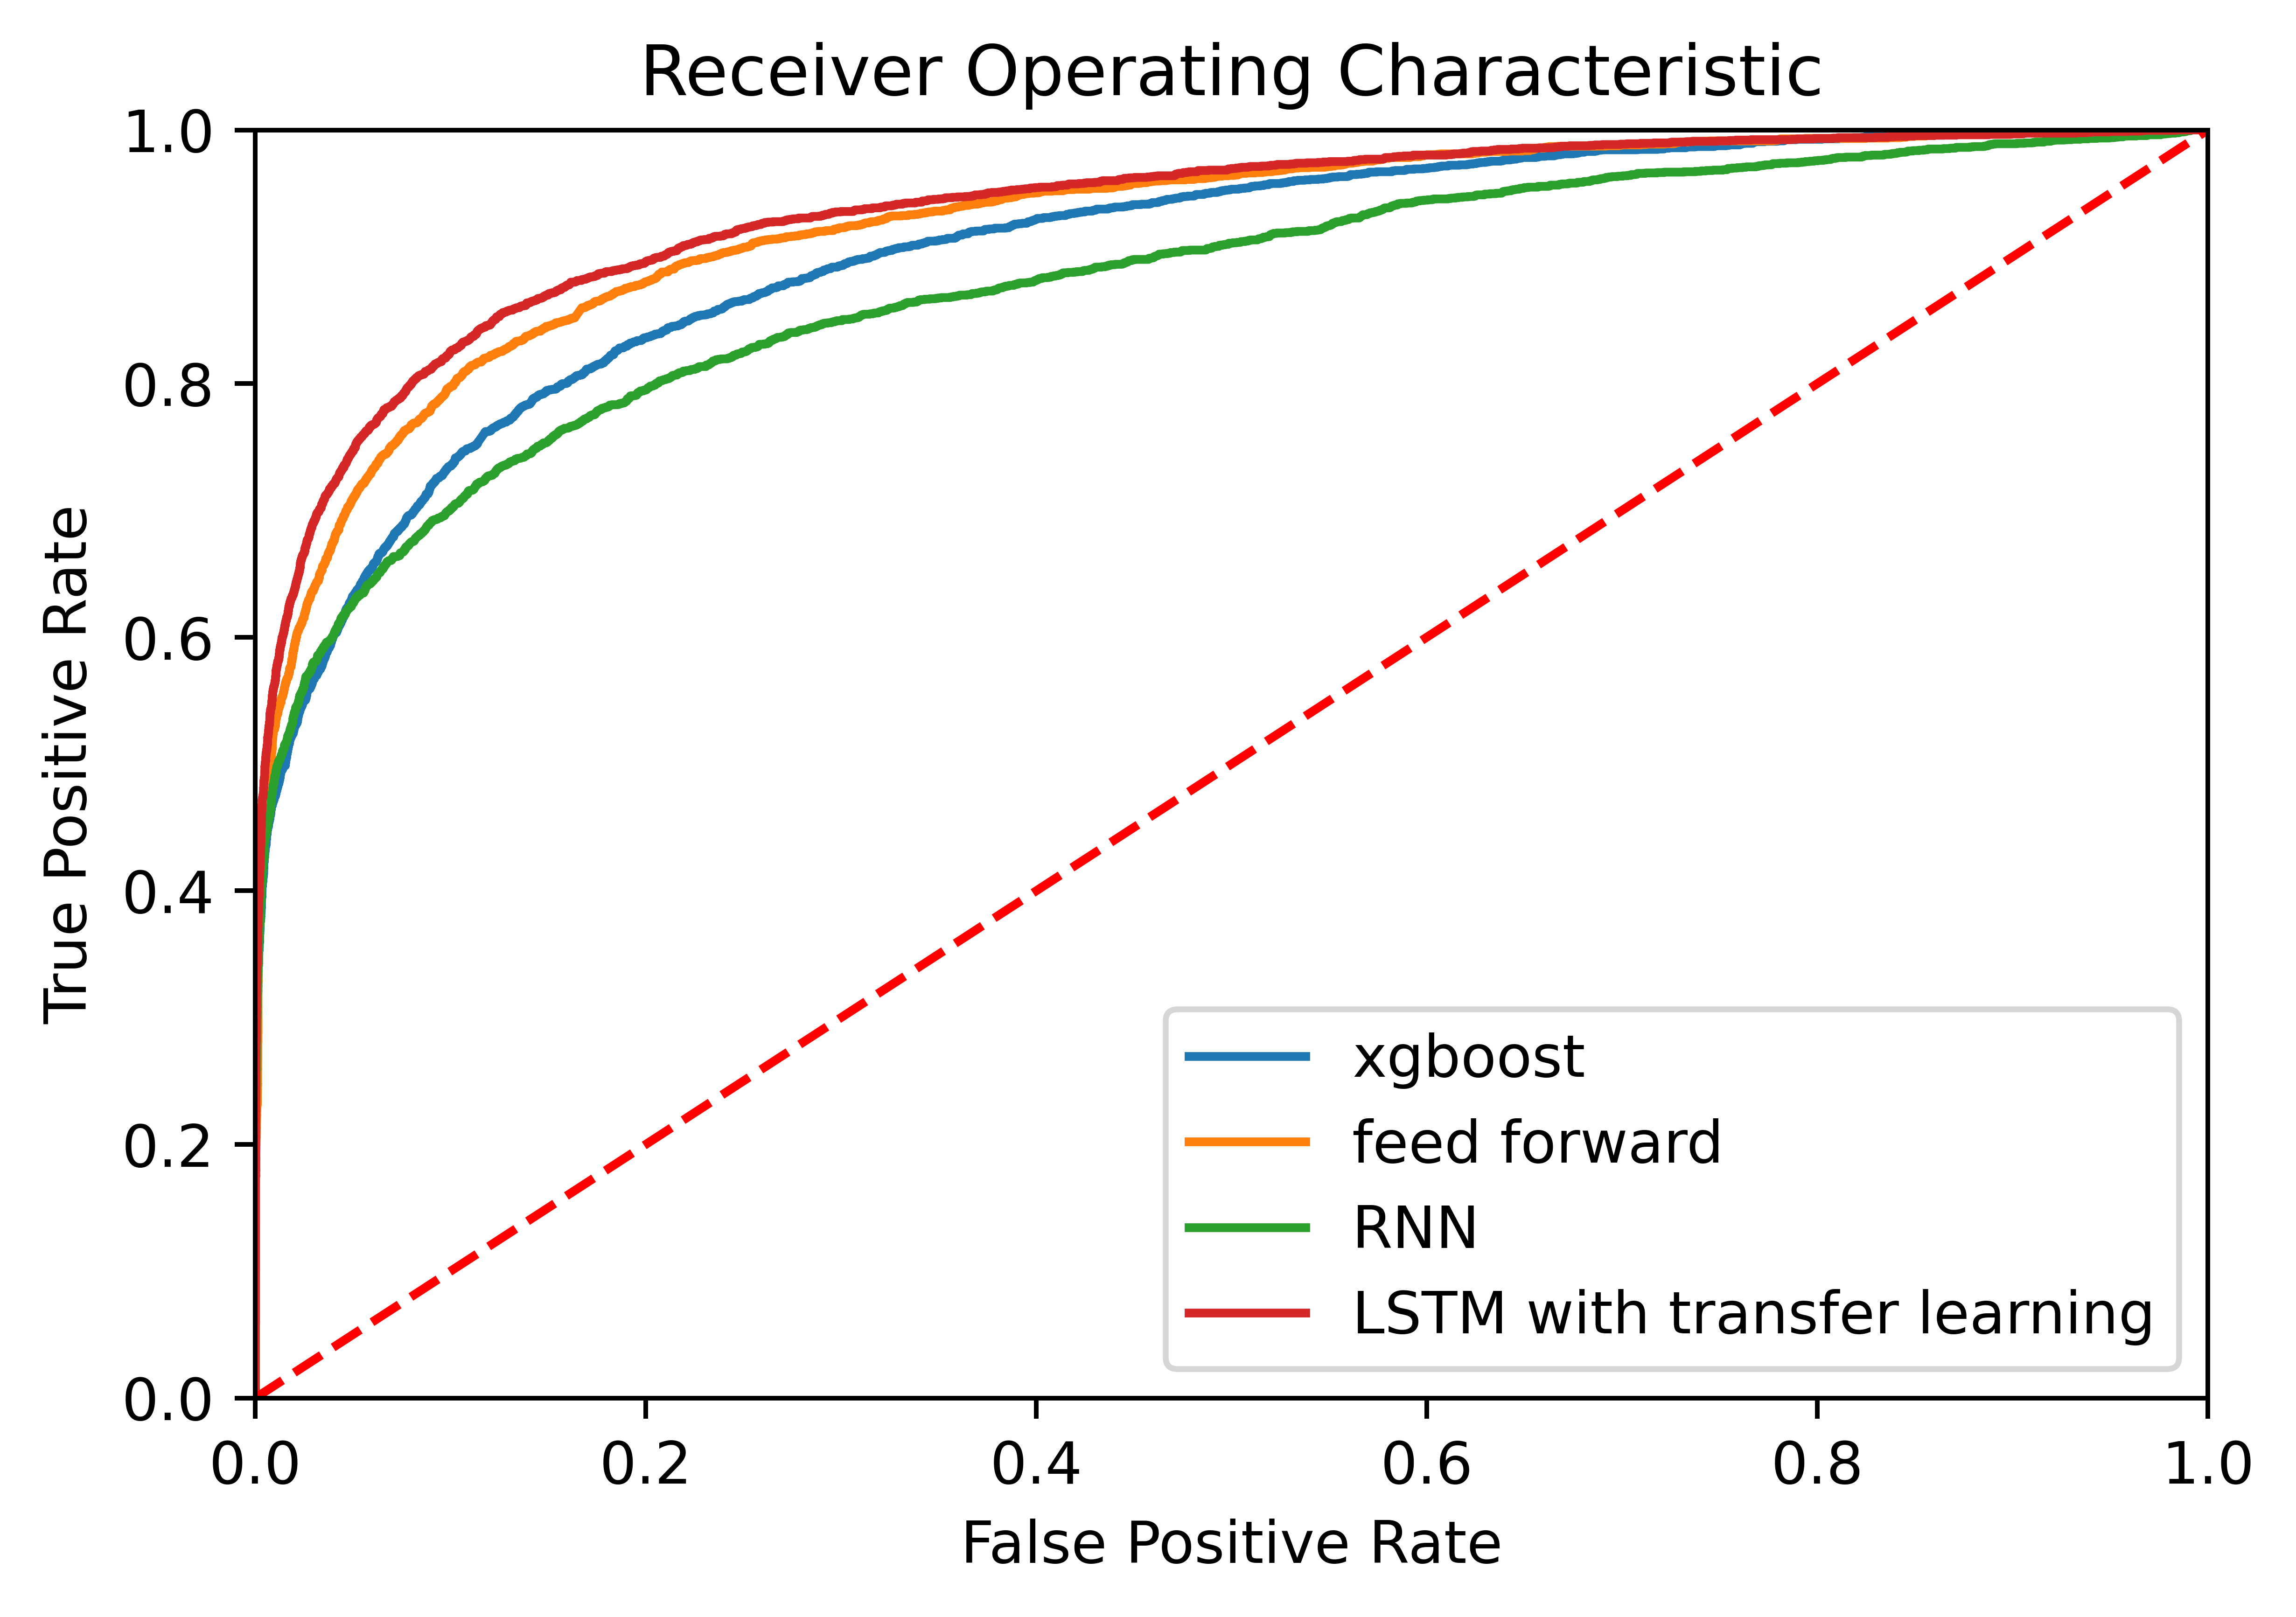 Receiver Operating Characteristic
True Positive Rate
1.0
0.8
0.6
0.4
0.2
0.0
xgboost
feed forward
RNN
LSTM with transfer learning
0.0 0.2 0.4 0.6 0.8 1.0
False Positive Rate